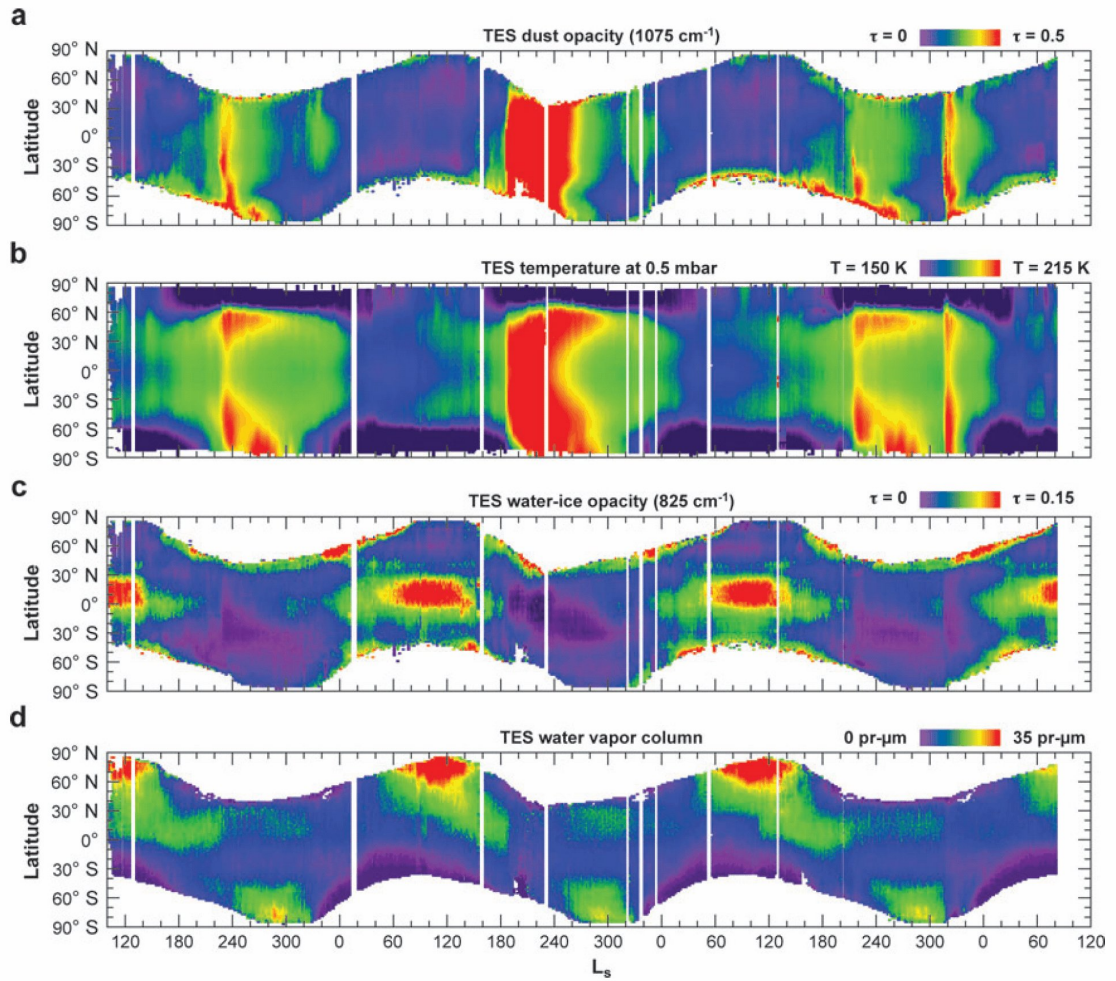 a
TES dust opacity (1075 cm⁻¹) τ = 0 τ = 0.5
90° N
60° N
30° N
0°
30° S
60° S
90° S
Latitude
b
TES temperature at 0.5 mbar T = 150 K T = 215 K
90° N
60° N
30° N
0°
30° S
60° S
90° S
Latitude
c
TES water-ice opacity (825 cm⁻¹) τ = 0 τ = 0.15
90° N
60° N
30° N
0°
30° S
60° S
90° S
Latitude
d
TES water vapor column 0 pr-μm 35 pr-μm
90° N
60° N
30° N
0°
30° S
60° S
90° S
Latitude
120 180 240 300 0 60 120 180 240 300 0 60 120 180 240 300 0 60 120
Lₛ